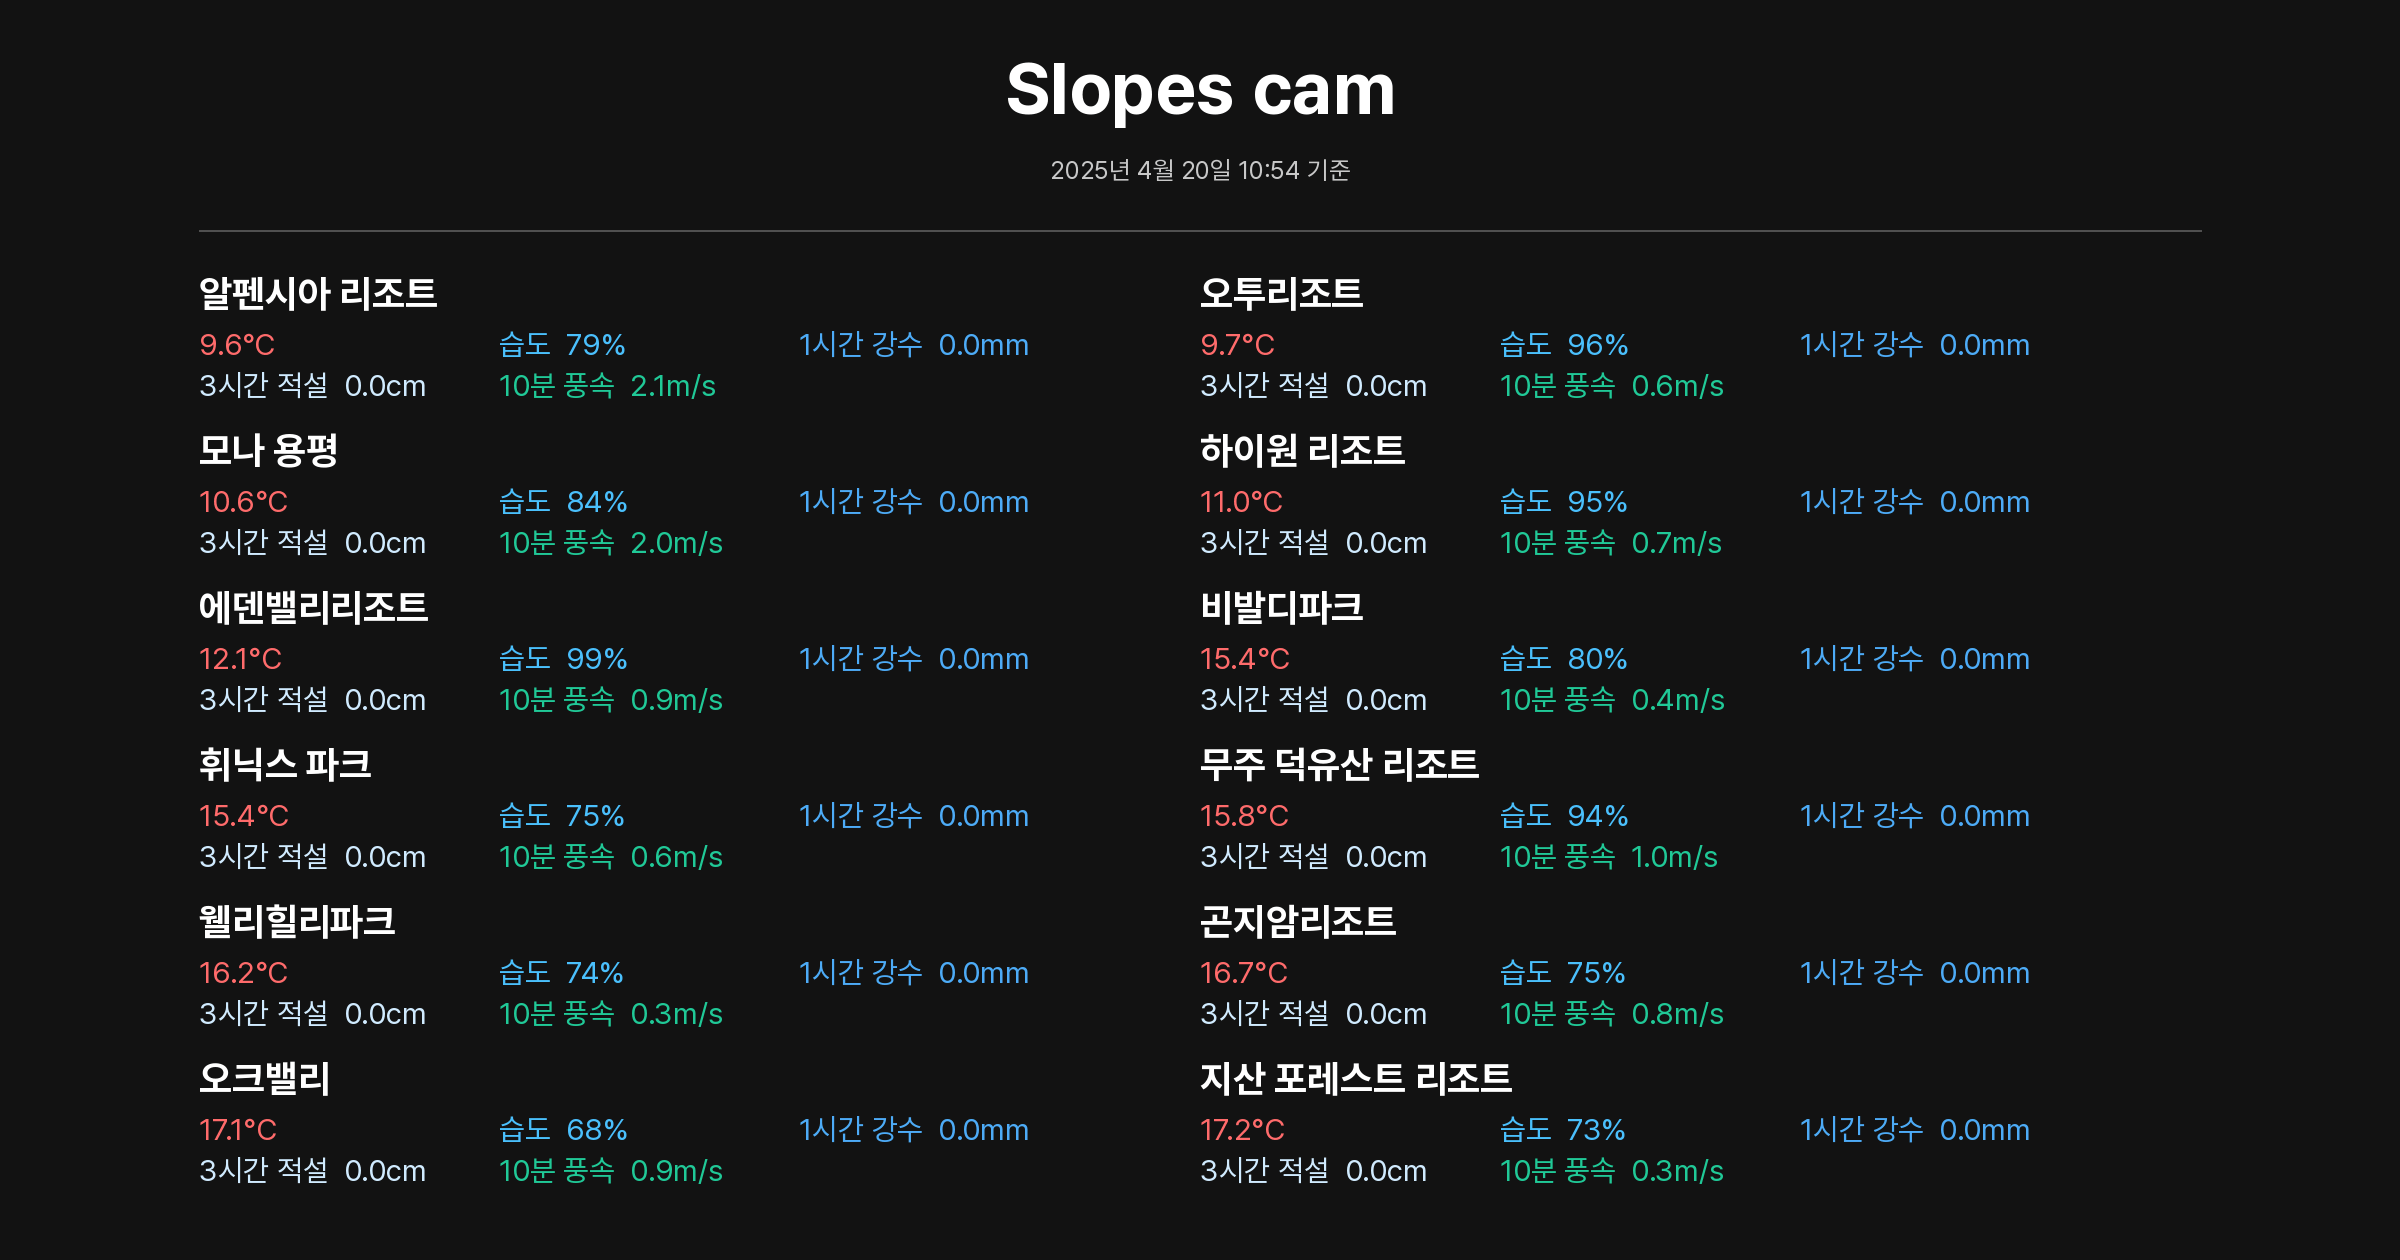 Slopes cam
2025년 4월 20일 10:54 기준
알펜시아 리조트
9.6°C 습도 79% 1시간 강수 0.0mm
3시간 적설 0.0cm 10분 풍속 2.1m/s
오투리조트
9.7°C 습도 96% 1시간 강수 0.0mm
3시간 적설 0.0cm 10분 풍속 0.6m/s
모나 용평
10.6°C 습도 84% 1시간 강수 0.0mm
3시간 적설 0.0cm 10분 풍속 2.0m/s
하이원 리조트
11.0°C 습도 95% 1시간 강수 0.0mm
3시간 적설 0.0cm 10분 풍속 0.7m/s
에덴밸리리조트
12.1°C 습도 99% 1시간 강수 0.0mm
3시간 적설 0.0cm 10분 풍속 0.9m/s
비발디파크
15.4°C 습도 80% 1시간 강수 0.0mm
3시간 적설 0.0cm 10분 풍속 0.4m/s
휘닉스 파크
15.4°C 습도 75% 1시간 강수 0.0mm
3시간 적설 0.0cm 10분 풍속 0.6m/s
무주 덕유산 리조트
15.8°C 습도 94% 1시간 강수 0.0mm
3시간 적설 0.0cm 10분 풍속 1.0m/s
웰리힐리파크
16.2°C 습도 74% 1시간 강수 0.0mm
3시간 적설 0.0cm 10분 풍속 0.3m/s
곤지암리조트
16.7°C 습도 75% 1시간 강수 0.0mm
3시간 적설 0.0cm 10분 풍속 0.8m/s
오크밸리
17.1°C 습도 68% 1시간 강수 0.0mm
3시간 적설 0.0cm 10분 풍속 0.9m/s
지산 포레스트 리조트
17.2°C 습도 73% 1시간 강수 0.0mm
3시간 적설 0.0cm 10분 풍속 0.3m/s